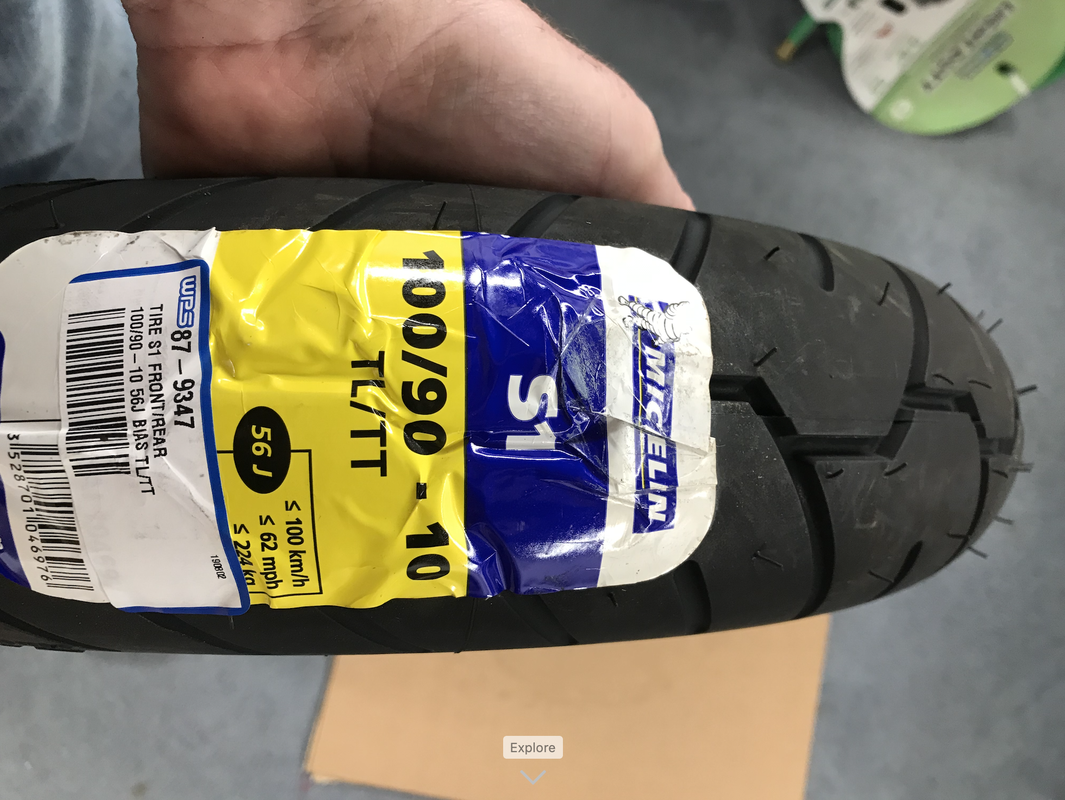 MICHELIN
S1
100/90 - 10
TL/TT
56 J
≤ 100 km/h
≤ 62 mph
≤ 224 kg
WPS 87-9347
TIRE S1 FRONT/REAR
100/90-10 56J BIAS TL/TT
Explore